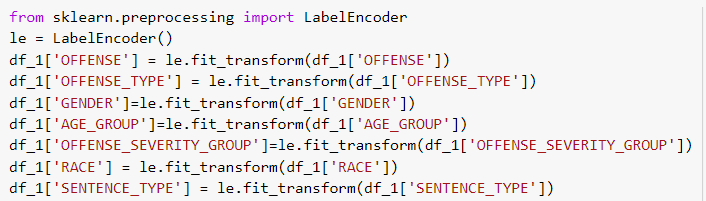 from sklearn.preprocessing import LabelEncoder
le = LabelEncoder()
df_1['OFFENSE'] = le.fit_transform(df_1['OFFENSE'])
df_1['OFFENSE_TYPE'] = le.fit_transform(df_1['OFFENSE_TYPE'])
df_1['GENDER']=le.fit_transform(df_1['GENDER'])
df_1['AGE_GROUP']=le.fit_transform(df_1['AGE_GROUP'])
df_1['OFFENSE_SEVERITY_GROUP']=le.fit_transform(df_1['OFFENSE_SEVERITY_GROUP'])
df_1['RACE'] = le.fit_transform(df_1['RACE'])
df_1['SENTENCE_TYPE'] = le.fit_transform(df_1['SENTENCE_TYPE'])